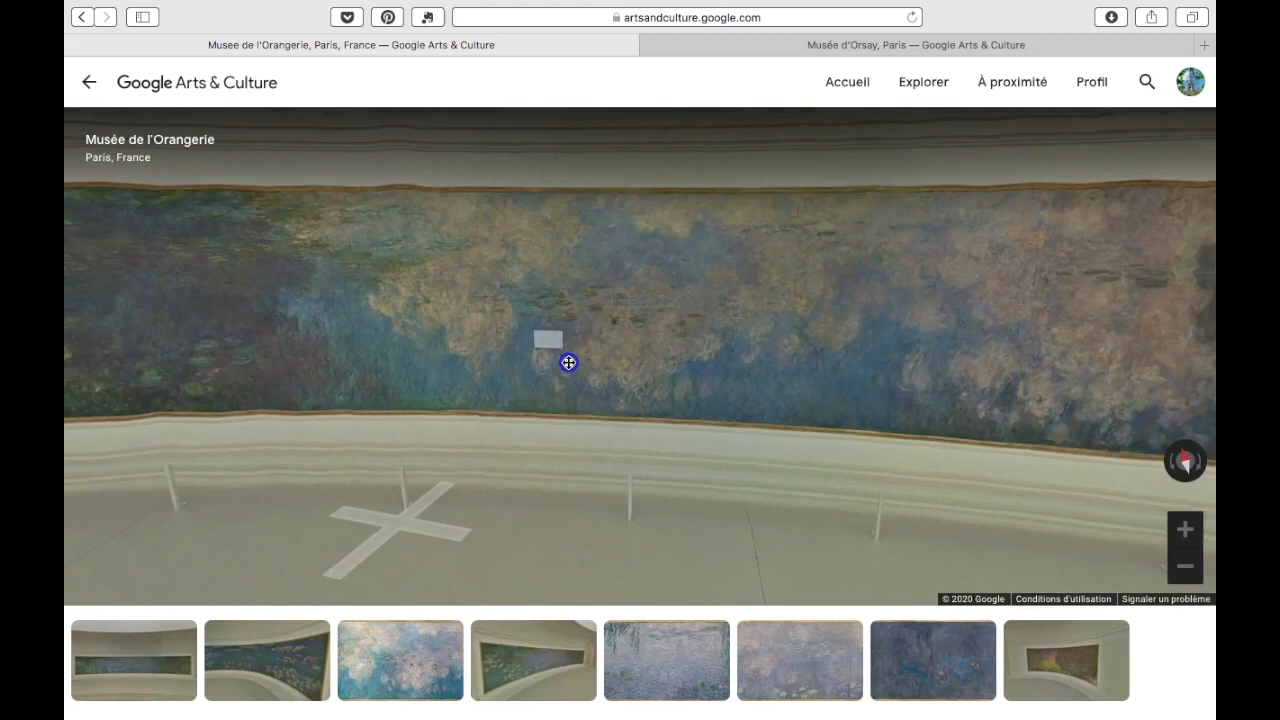 artsandculture.google.com
Musee de l'Orangerie, Paris, France — Google Arts & Culture
Musée d'Orsay, Paris — Google Arts & Culture
Google Arts & Culture
Accueil
Explorer
À proximité
Profil
Musée de l'Orangerie
Paris, France
© 2020 Google
Conditions d'utilisation
Signaler un problème